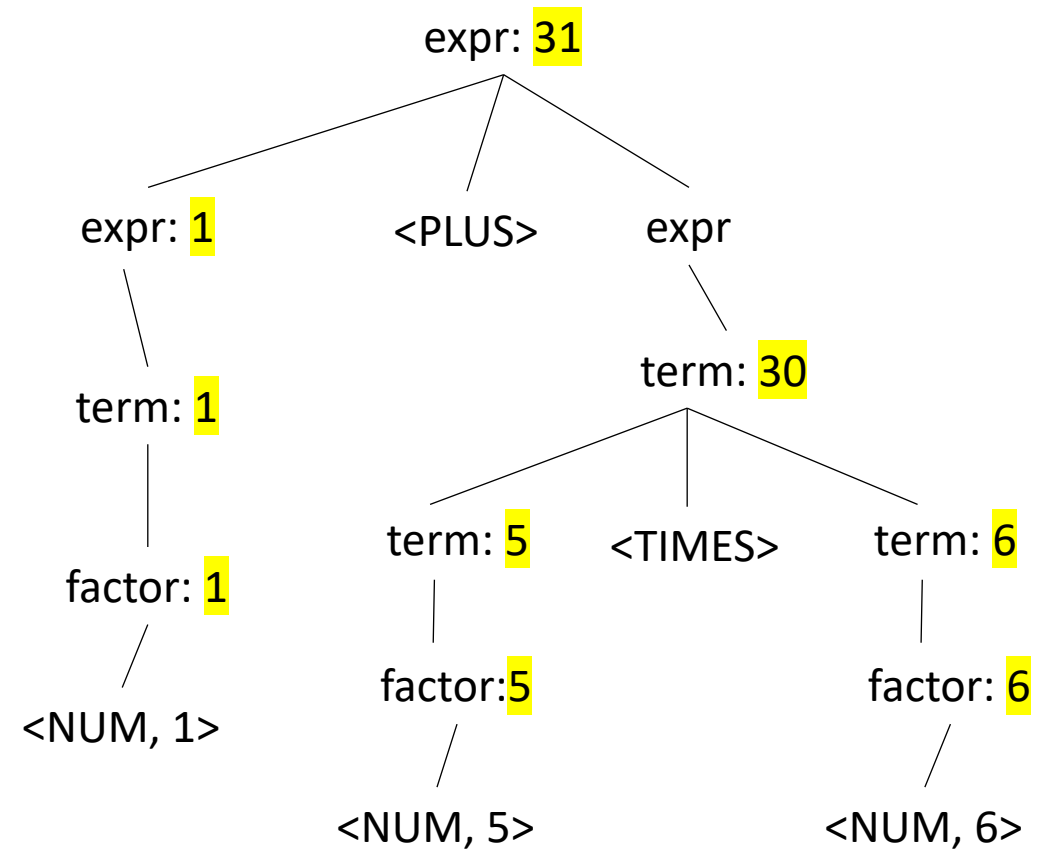 expr: 31
expr: 1
<PLUS>
expr
term: 30
term: 1
term: 5
<TIMES>
term: 6
factor: 1
factor:5
factor: 6
<NUM, 1>
<NUM, 5>
<NUM, 6>